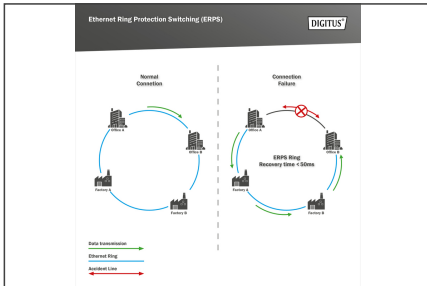 Ethernet Ring Protection Switching (ERPS)
DIGITUS®
Normal
Connetion
Office A
Office B
Factory A
Factory B
Connection
Failure
Office A
Office B
ERPS Ring
Recovery time < 50ms
Factory A
Factory B
Data transmission
Ethernet Ring
Accident Line